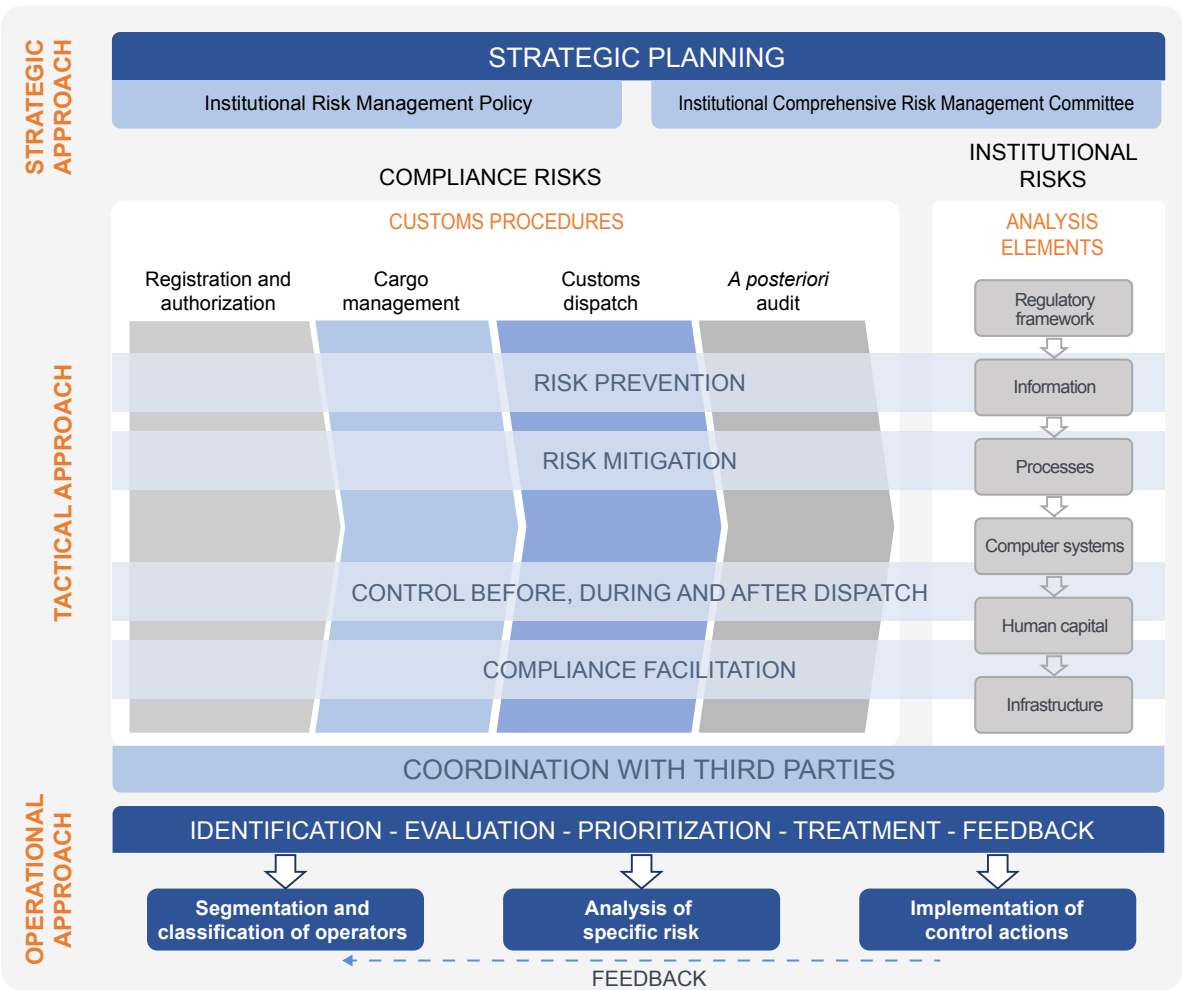 STRATEGIC
APPROACH
STRATEGIC PLANNING
Institutional Risk Management Policy
Institutional Comprehensive Risk Management Committee
COMPLIANCE RISKS
INSTITUTIONAL
RISKS
TACTICAL APPROACH
CUSTOMS PROCEDURES
Registration and
authorization
Cargo
management
Customs
dispatch
A posteriori
audit
RISK PREVENTION
RISK MITIGATION
CONTROL BEFORE, DURING AND AFTER DISPATCH
COMPLIANCE FACILITATION
ANALYSIS
ELEMENTS
Regulatory
framework
Information
Processes
Computer systems
Human capital
Infrastructure
COORDINATION WITH THIRD PARTIES
OPERATIONAL
APPROACH
IDENTIFICATION - EVALUATION - PRIORITIZATION - TREATMENT - FEEDBACK
Segmentation and
classification of operators
Analysis of
specific risk
Implementation of
control actions
FEEDBACK